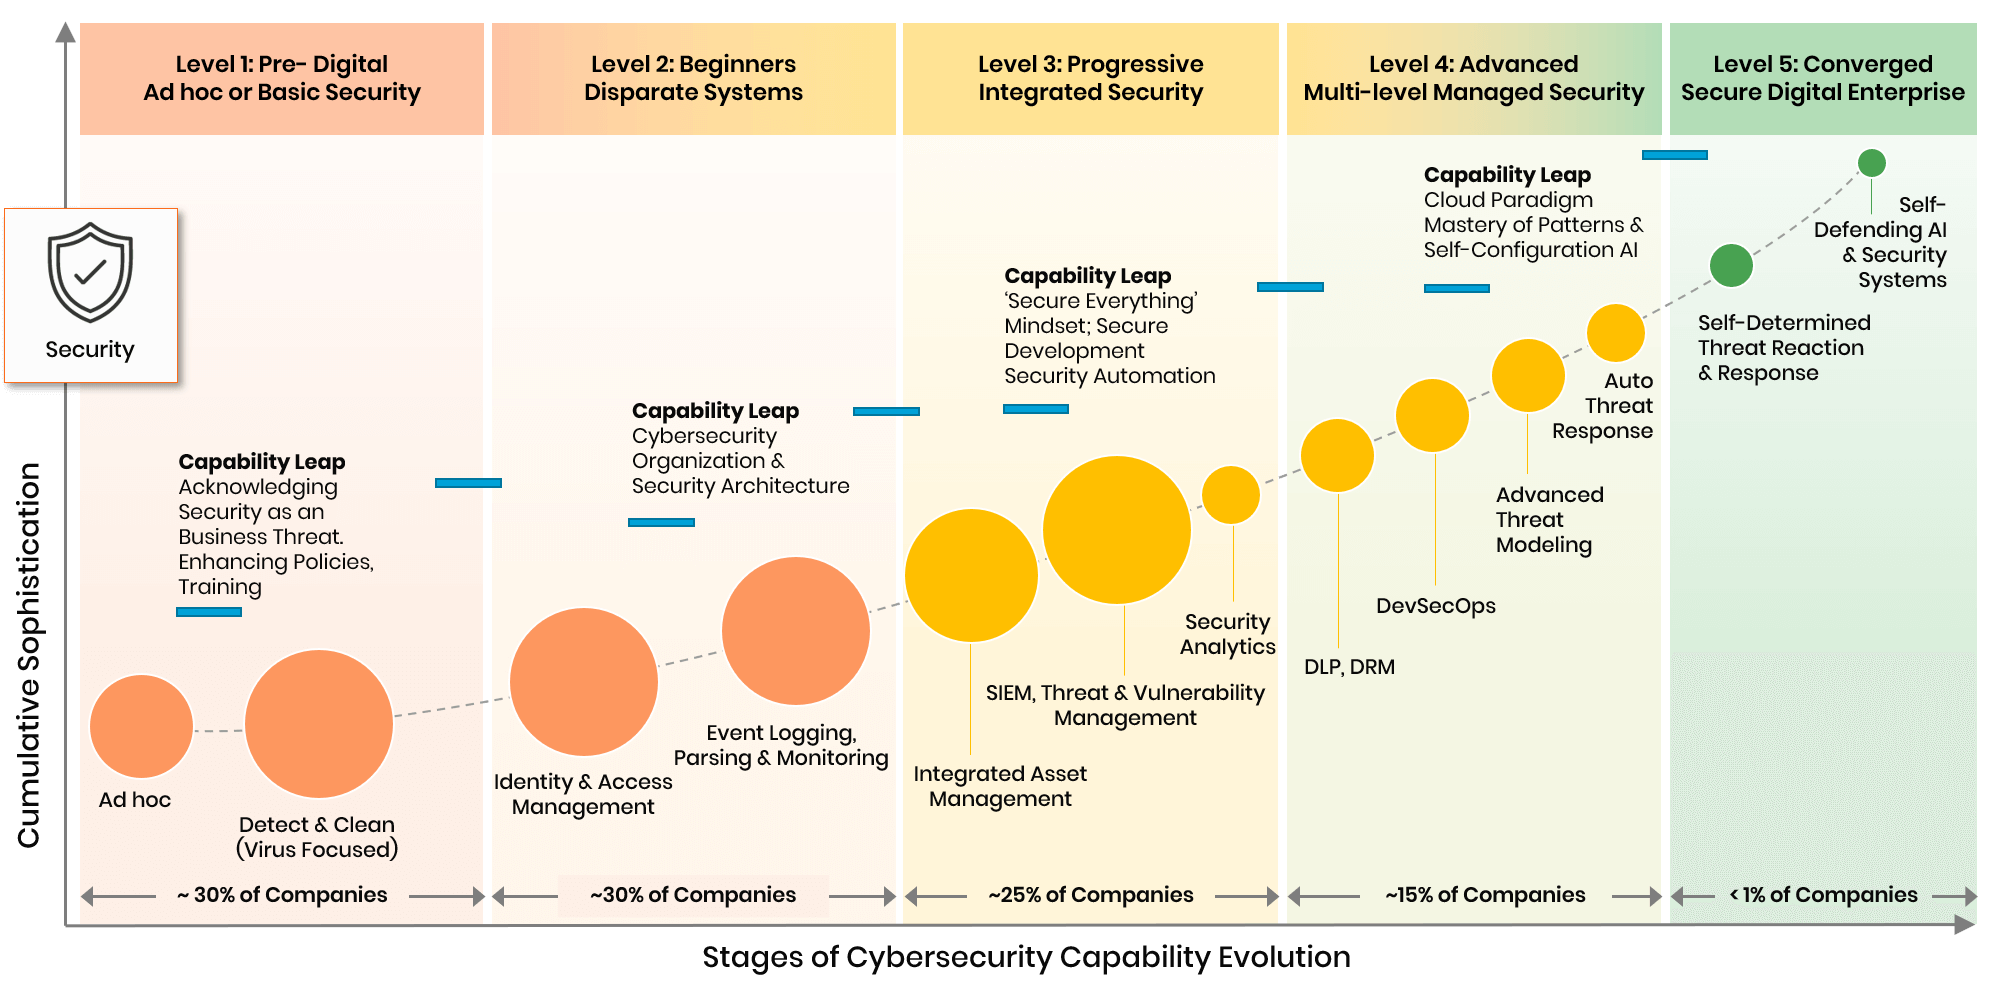 Level 1: Pre- Digital
Ad hoc or Basic Security
Level 2: Beginners
Disparate Systems
Level 3: Progressive
Integrated Security
Level 4: Advanced
Multi-level Managed Security
Level 5: Converged
Secure Digital Enterprise
Security
Cumulative Sophistication
Capability Leap
Acknowledging
Security as an
Business Threat.
Enhancing Policies,
Training
Ad hoc
Detect & Clean
(Virus Focused)
~ 30% of Companies
Capability Leap
Cybersecurity
Organization &
Security Architecture
Identity & Access
Management
Event Logging,
Parsing & Monitoring
~30% of Companies
Capability Leap
‘Secure Everything’
Mindset; Secure
Development
Security Automation
Integrated Asset
Management
SIEM, Threat & Vulnerability
Management
Security
Analytics
~25% of Companies
Capability Leap
Cloud Paradigm
Mastery of Patterns &
Self-Configuration AI
DLP, DRM
DevSecOps
Advanced
Threat
Modeling
Auto
Threat
Response
~15% of Companies
Self-
Defending AI
& Security
Systems
Self-Determined
Threat Reaction
& Response
< 1% of Companies
Stages of Cybersecurity Capability Evolution